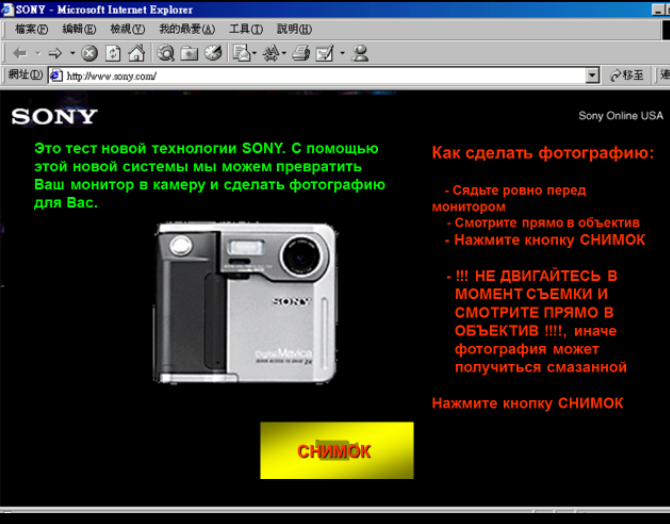 SONY - Microsoft Internet Explorer
檔案(F) 編輯(E) 檢視(V) 我的最愛(A) 工具(T) 說明(H)
網址(D) http://www.sony.com/ 移至
SONY
Sony Online USA
Это тест новой технологии SONY. С помощью
этой новой системы мы можем превратить
Ваш монитор в камеру и сделать фотографию
для Вас.
SONY
Digital Mavica
Как сделать фотографию:
- Сядьте ровно перед
монитором
- Смотрите прямо в объектив
- Нажмите кнопку СНИМОК
- !!! НЕ ДВИГАЙТЕСЬ В
МОМЕНТ СЪЕМКИ И
СМОТРИТЕ ПРЯМО В
ОБЪЕКТИВ !!!!, иначе
фотография может
получиться смазанной
Нажмите кнопку СНИМОК
СНИМОК